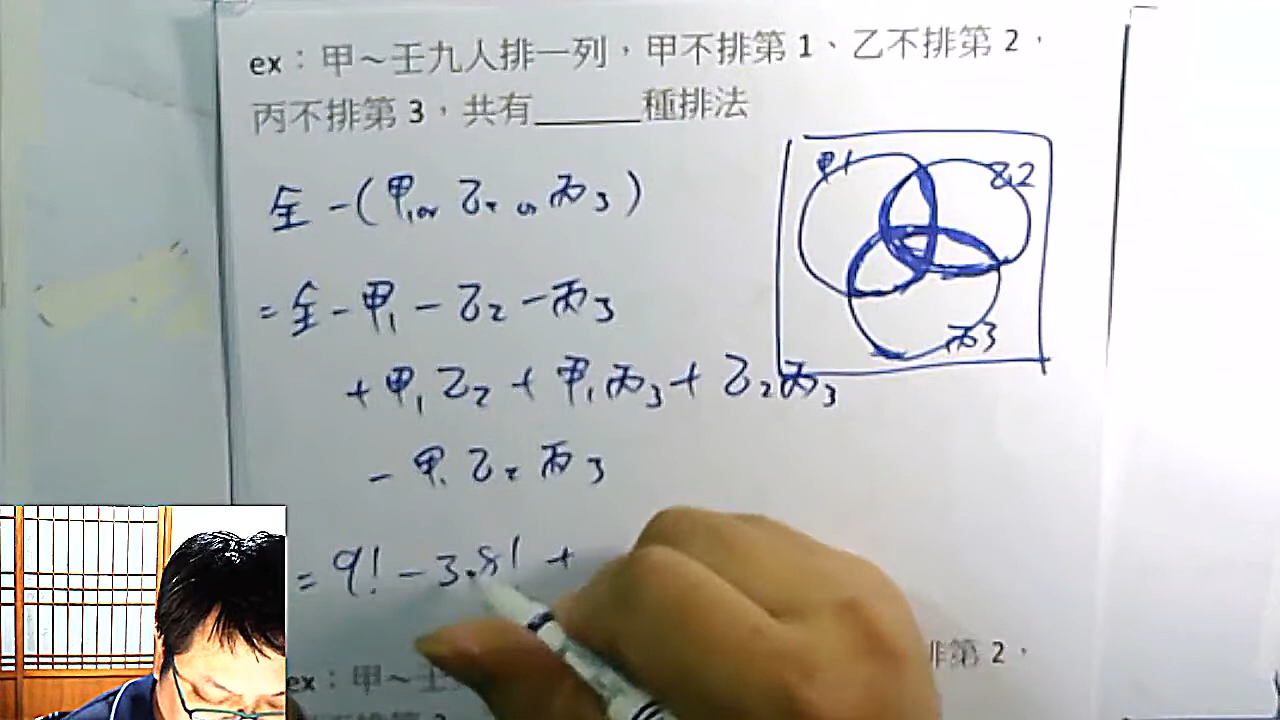 ex：甲～壬九人排一列，甲不排第1、乙不排第2，
丙不排第3，共有______種排法
全-(甲1or 乙2 or 丙3)
=全-甲1-乙2-丙3
+甲1乙2+甲1丙3+乙2丙3
-甲1乙2丙3
=9!-3·8!+
甲1
乙2
丙3
ex：甲～壬
排第2，